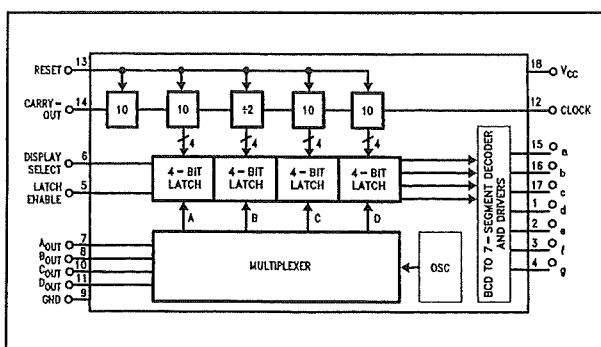 RESET 13
18 VCC
CARRY-OUT 14
10 10 ÷2 10 10
12 CLOCK
4 4 4 4
DISPLAY SELECT 6
4-BIT LATCH 4-BIT LATCH 4-BIT LATCH 4-BIT LATCH
LATCH ENABLE 5
A B C D
AOUT 7
BOUT 8
COUT 10
DOUT 11
GND 9
MULTIPLEXER
OSC
BCD TO 7-SEGMENT DECODER AND DRIVERS
15 a
16 b
17 c
1 d
2 e
3 f
4 g